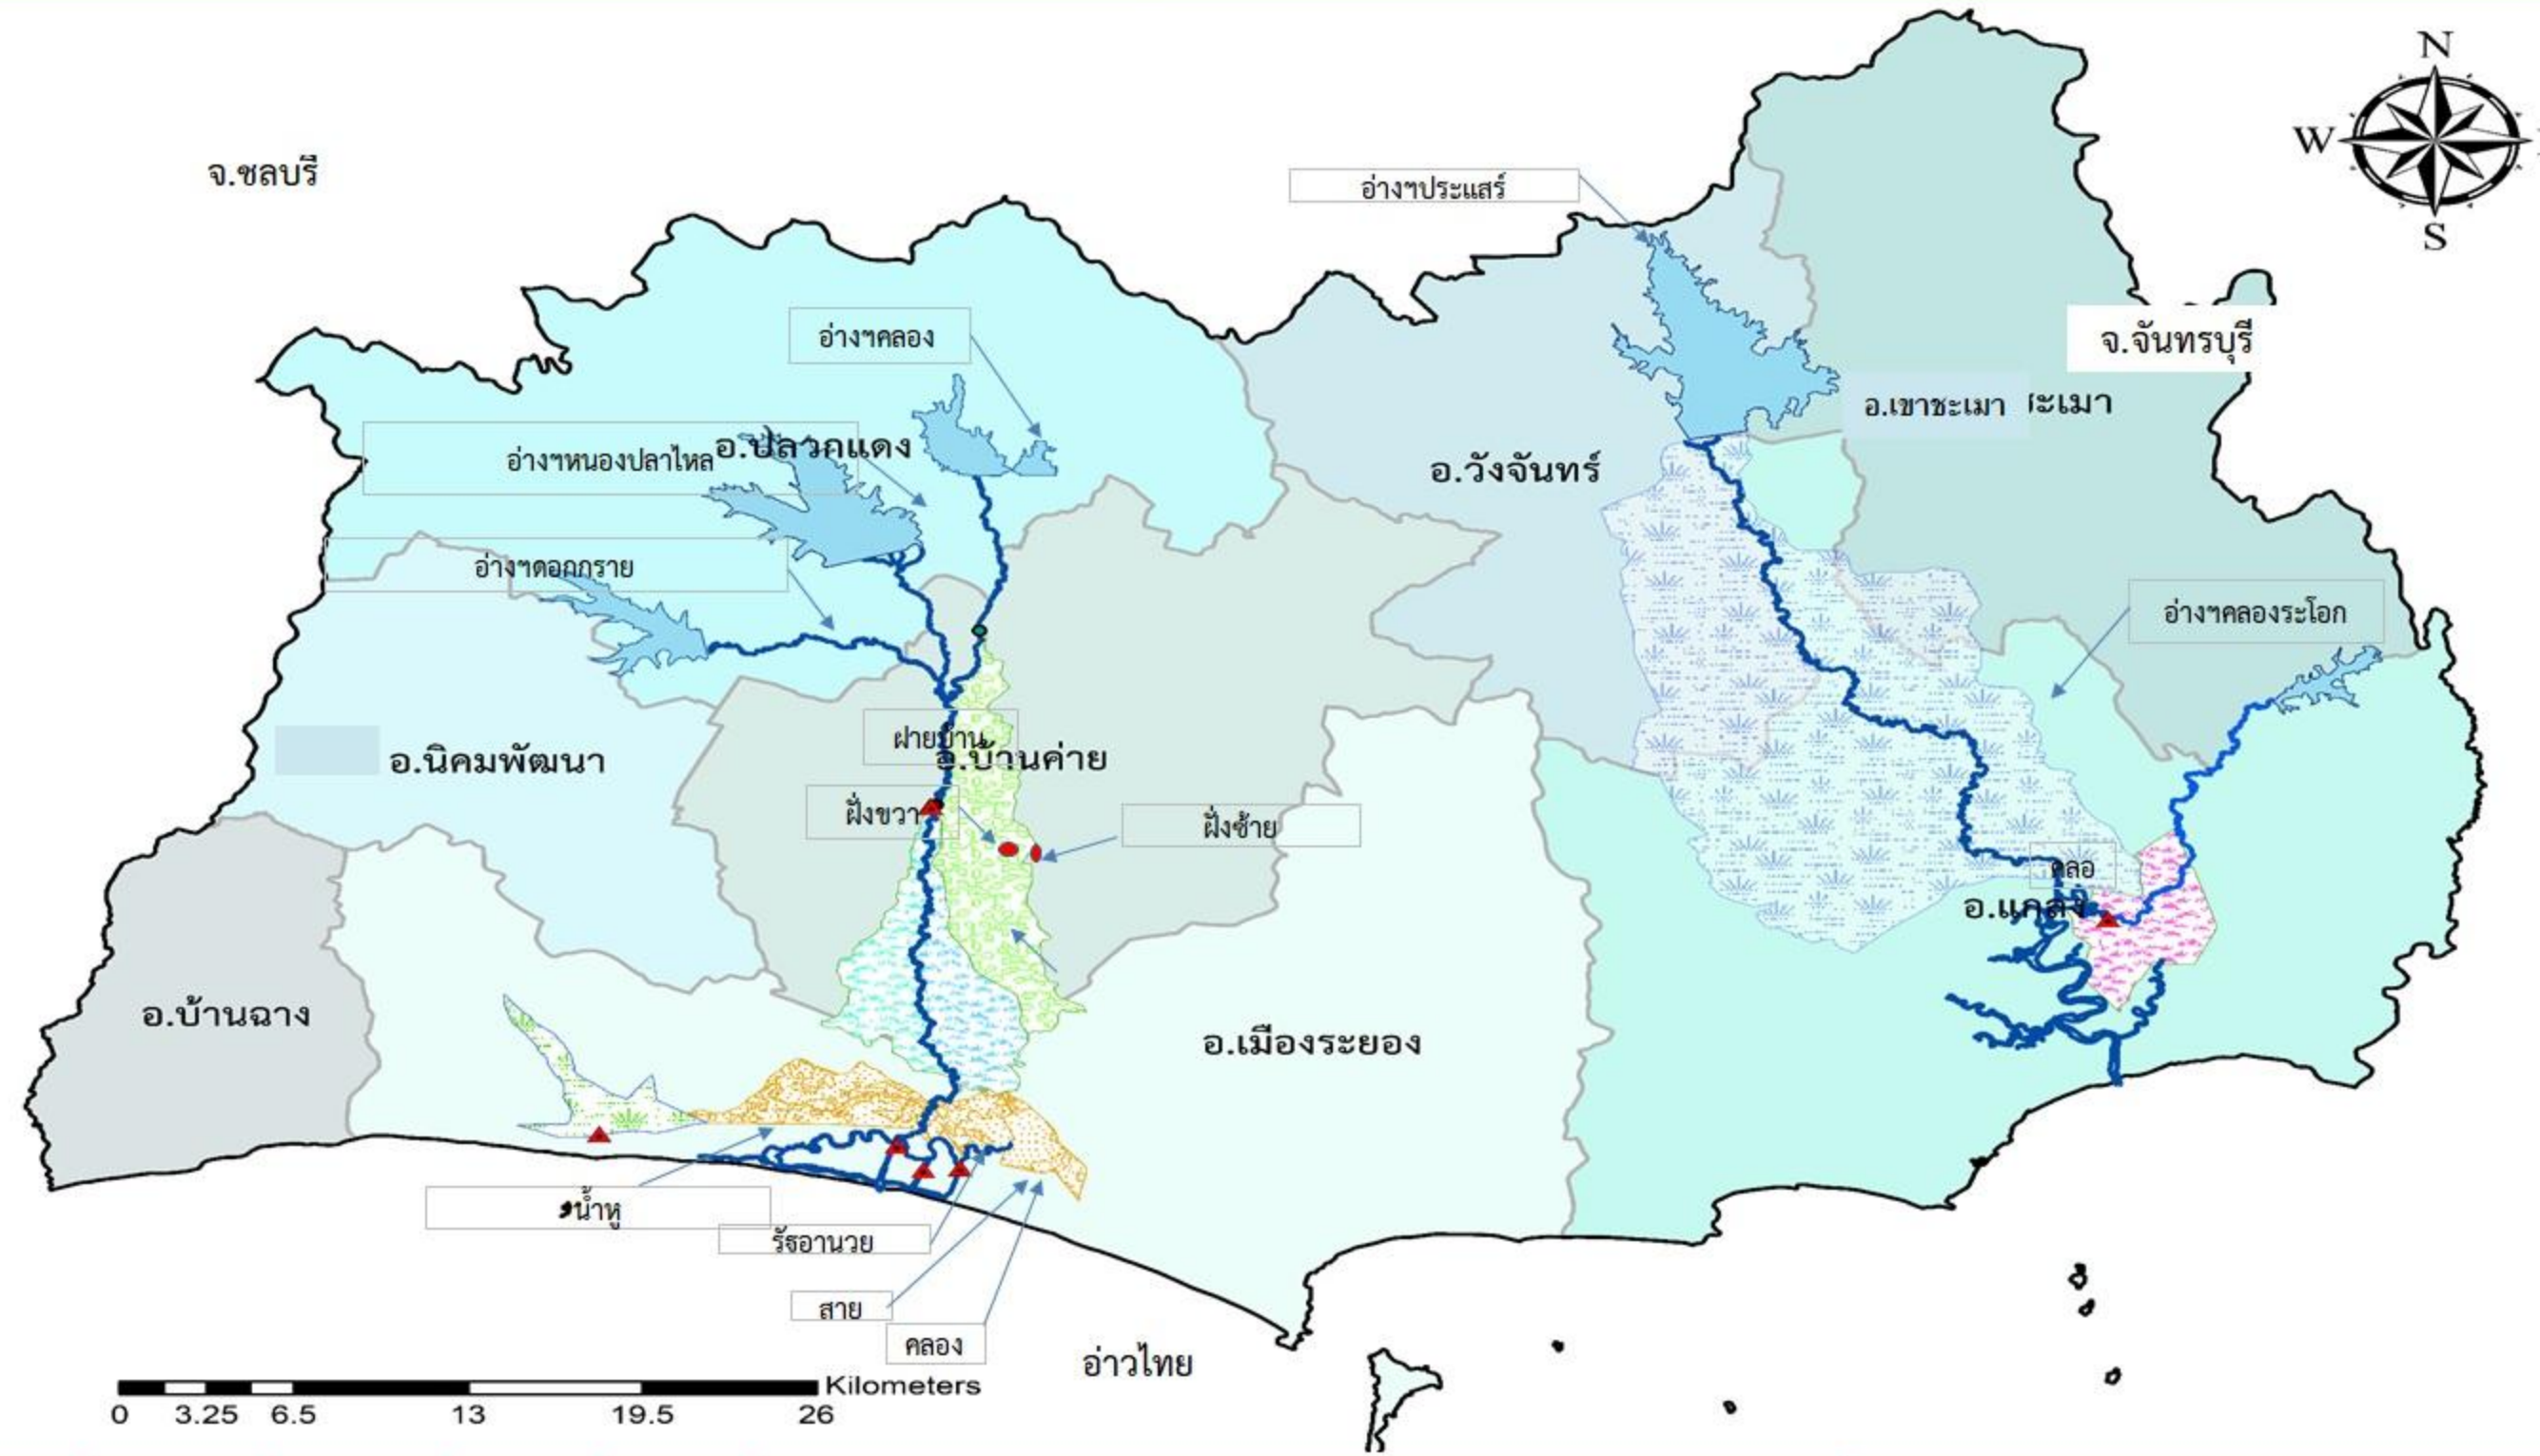 N
จ.ชลบุรี
W
อ่างฯประแสร์
S
อ่างฯคลอง
จ.จันทรบุรี
อ.เขาชะเมา
ชะเมา
อ.ปลวกแดง
อ่างฯหนองปลาไหล
อ.วังจันทร์
อ่างฯดอกกราย
อ่างฯคลองระโอก
ฝายบ้าน
อ.บ้านค่าย
อ.นิคมพัฒนา
ฝั่งขวา
ฝั่งซ้าย
คลอ
อ.แกลง
อ.บ้านฉาง
อ.เมืองระยอง
น้ำหู
รัฐอานวย
สาย
คลอง
อ่าวไทย
Kilometers
0 3.25 6.5 13 19.5 26